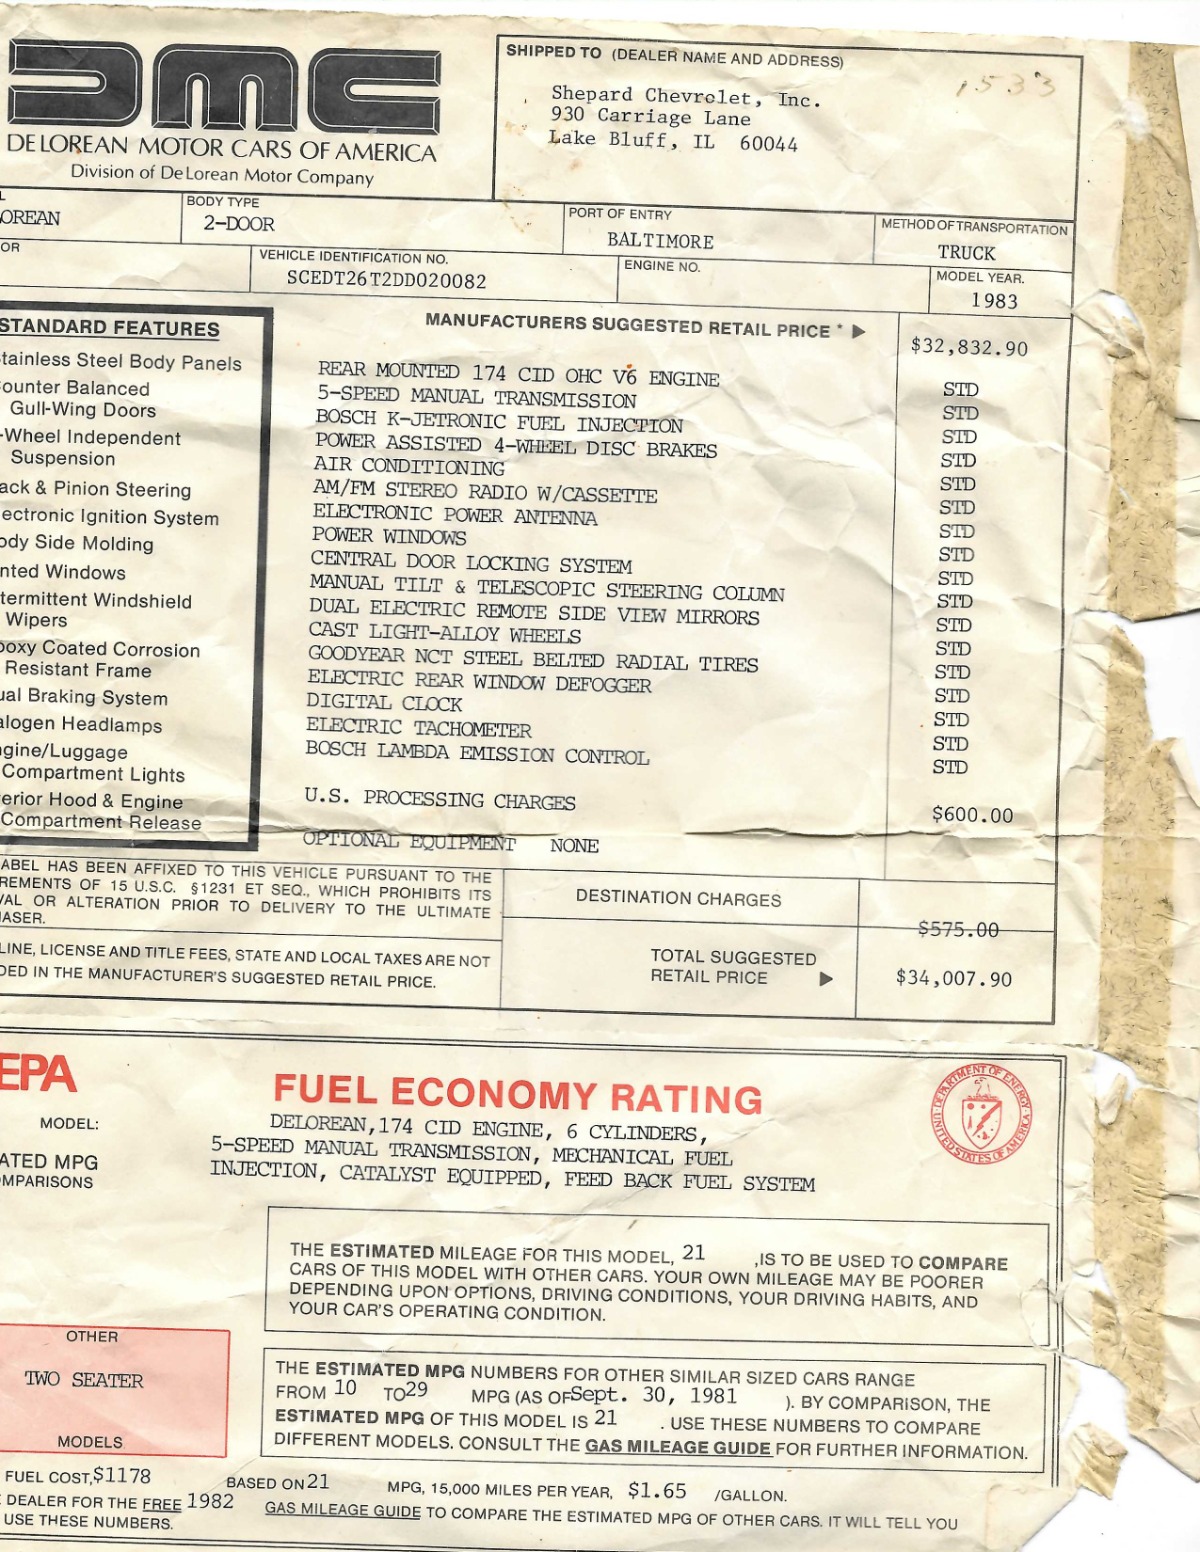 DMC
DELOREAN MOTOR CARS OF AMERICA
Division of DeLorean Motor Company
SHIPPED TO (DEALER NAME AND ADDRESS)
1533
Shepard Chevrolet, Inc.
930 Carriage Lane
Lake Bluff, IL 60044
L
OREAN
BODY TYPE
2-DOOR
PORT OF ENTRY
BALTIMORE
METHOD OF TRANSPORTATION
TRUCK
OR
VEHICLE IDENTIFICATION NO.
SCEDT26T2DD020082
ENGINE NO.
MODEL YEAR.
1983
STANDARD FEATURES
tainless Steel Body Panels
ounter Balanced
Gull-Wing Doors
-Wheel Independent
Suspension
ack & Pinion Steering
ectronic Ignition System
ody Side Molding
nted Windows
termittent Windshield
Wipers
poxy Coated Corrosion
Resistant Frame
ual Braking System
alogen Headlamps
ngine/Luggage
Compartment Lights
erior Hood & Engine
Compartment Release
MANUFACTURERS SUGGESTED RETAIL PRICE * ▶ $32,832.90
REAR MOUNTED 174 CID OHC V6 ENGINE STD
5-SPEED MANUAL TRANSMISSION STD
BOSCH K-JETRONIC FUEL INJECTION STD
POWER ASSISTED 4-WHEEL DISC BRAKES STD
AIR CONDITIONING STD
AM/FM STEREO RADIO W/CASSETTE STD
ELECTRONIC POWER ANTENNA STD
POWER WINDOWS STD
CENTRAL DOOR LOCKING SYSTEM STD
MANUAL TILT & TELESCOPIC STEERING COLUMN STD
DUAL ELECTRIC REMOTE SIDE VIEW MIRRORS STD
CAST LIGHT-ALLOY WHEELS STD
GOODYEAR NCT STEEL BELTED RADIAL TIRES STD
ELECTRIC REAR WINDOW DEFOGGER STD
DIGITAL CLOCK STD
ELECTRIC TACHOMETER STD
BOSCH LAMBDA EMISSION CONTROL STD
U.S. PROCESSING CHARGES $600.00
OPTIONAL EQUIPMENT NONE
ABEL HAS BEEN AFFIXED TO THIS VEHICLE PURSUANT TO THE
REMENTS OF 15 U.S.C. §1231 ET SEQ., WHICH PROHIBITS ITS
VAL OR ALTERATION PRIOR TO DELIVERY TO THE ULTIMATE
HASER.
LINE, LICENSE AND TITLE FEES, STATE AND LOCAL TAXES ARE NOT
DED IN THE MANUFACTURER'S SUGGESTED RETAIL PRICE.
DESTINATION CHARGES
$575.00
TOTAL SUGGESTED
RETAIL PRICE ▶ $34,007.90
EPA
FUEL ECONOMY RATING
DEPARTMENT OF ENERGY
UNITED STATES OF AMERICA
MODEL:
DELOREAN,174 CID ENGINE, 6 CYLINDERS,
5-SPEED MANUAL TRANSMISSION, MECHANICAL FUEL
INJECTION, CATALYST EQUIPPED, FEED BACK FUEL SYSTEM
ATED MPG
OMPARISONS
THE ESTIMATED MILEAGE FOR THIS MODEL, 21 ,IS TO BE USED TO COMPARE
CARS OF THIS MODEL WITH OTHER CARS. YOUR OWN MILEAGE MAY BE POORER
DEPENDING UPON OPTIONS, DRIVING CONDITIONS, YOUR DRIVING HABITS, AND
YOUR CAR'S OPERATING CONDITION.
OTHER
TWO SEATER
MODELS
THE ESTIMATED MPG NUMBERS FOR OTHER SIMILAR SIZED CARS RANGE
FROM 10 TO 29 MPG (AS OF Sept. 30, 1981 ). BY COMPARISON, THE
ESTIMATED MPG OF THIS MODEL IS 21 . USE THESE NUMBERS TO COMPARE
DIFFERENT MODELS. CONSULT THE GAS MILEAGE GUIDE FOR FURTHER INFORMATION.
FUEL COST, $1178 BASED ON 21 MPG, 15,000 MILES PER YEAR, $1.65 /GALLON.
E DEALER FOR THE FREE 1982 GAS MILEAGE GUIDE TO COMPARE THE ESTIMATED MPG OF OTHER CARS. IT WILL TELL YOU
USE THESE NUMBERS.